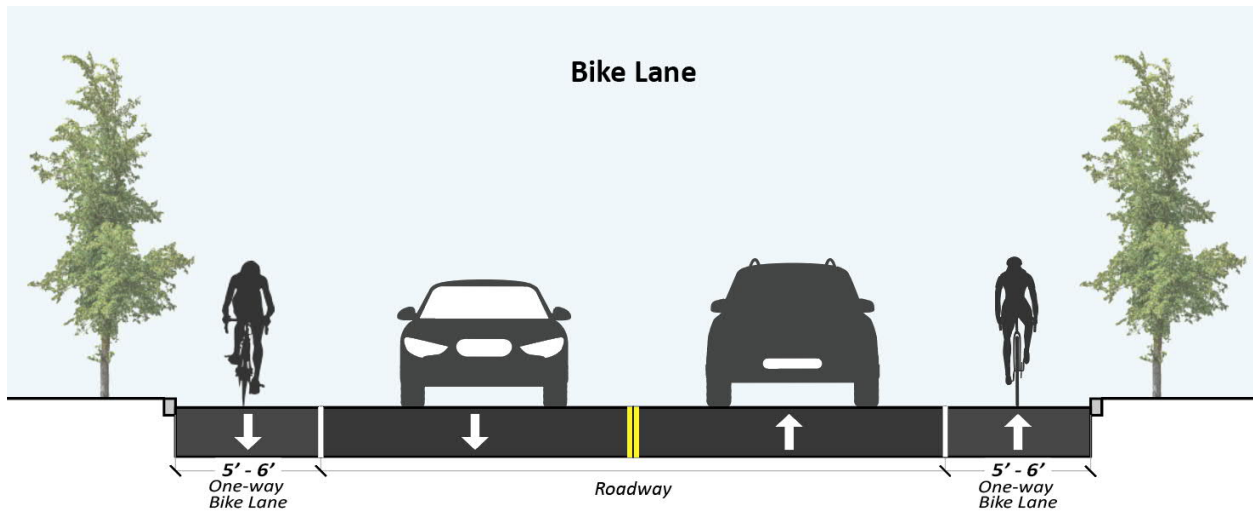 Bike Lane
5’ - 6’
One-way
Bike Lane
Roadway
5’ - 6’
One-way
Bike Lane